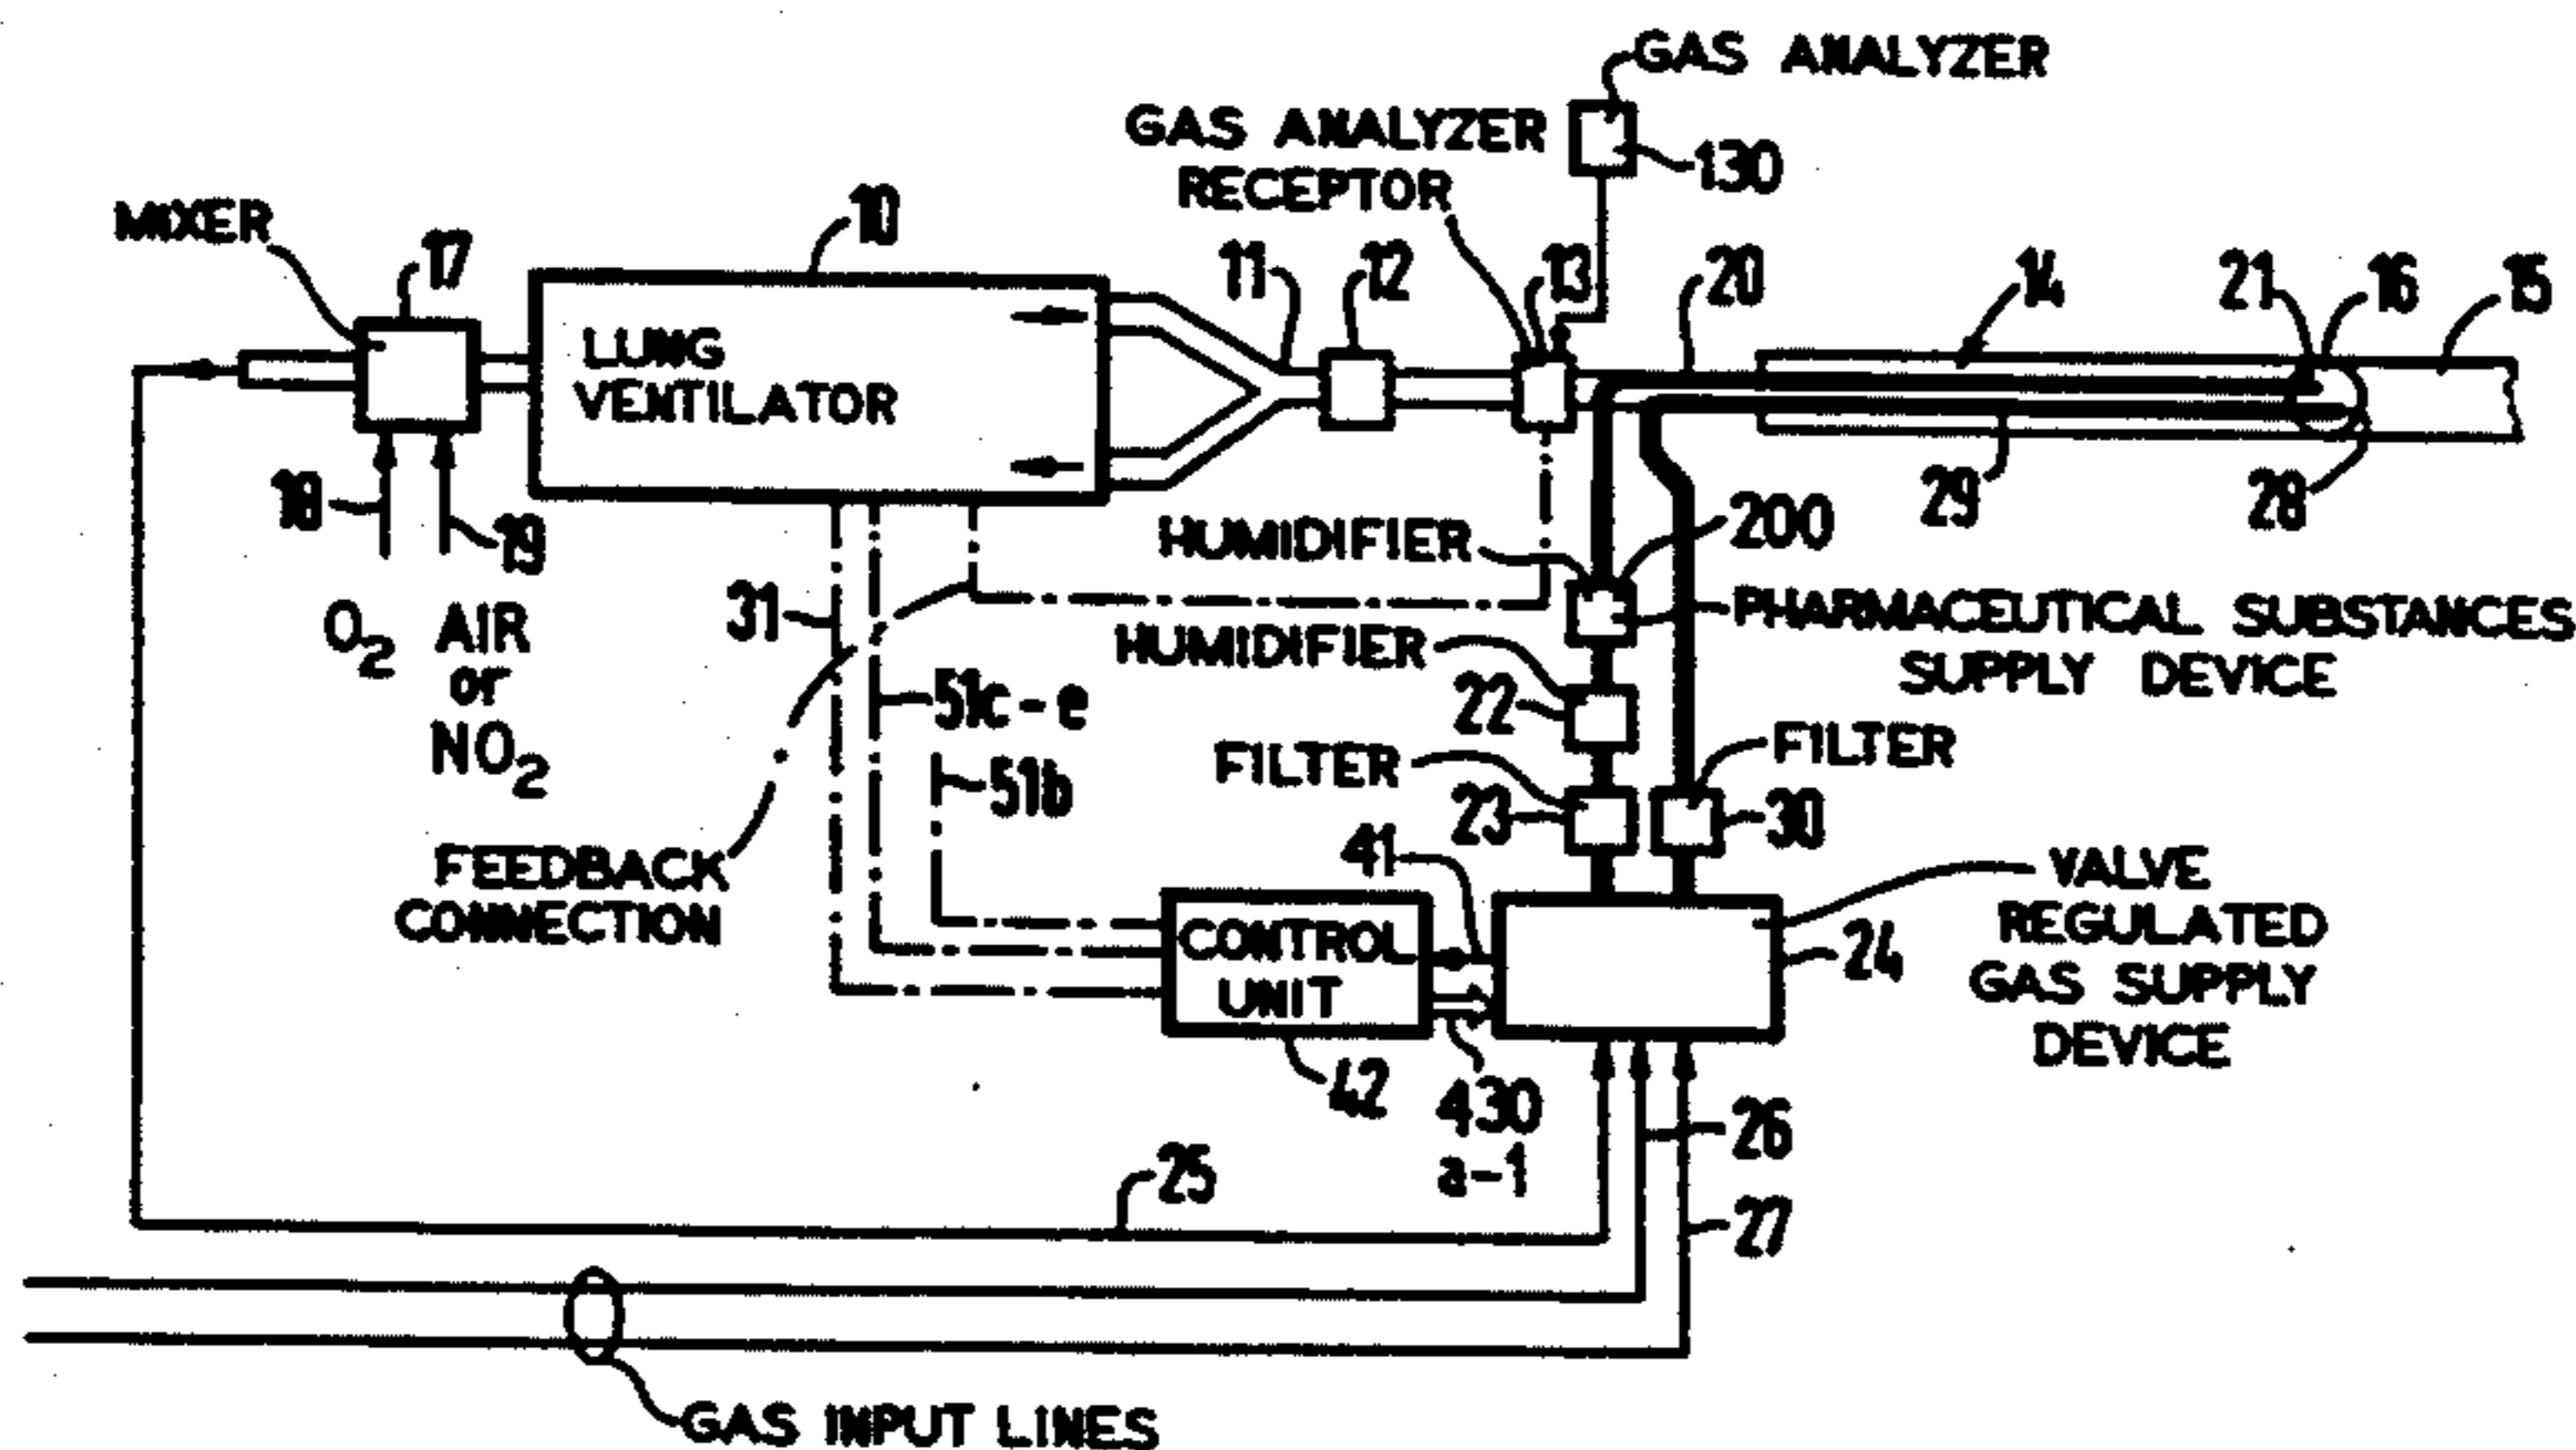 GAS ANALYZER
GAS ANALYZER
RECEPTOR
130
MIXER
17
10
11
12
13
20
14
21
16
15
LUNG
VENTILATOR
18
19
O2 AIR
or
NO2
31
51c-e
51b
FEEDBACK
CONNECTION
HUMIDIFIER
200
29
28
PHARMACEUTICAL SUBSTANCES
SUPPLY DEVICE
HUMIDIFIER
22
FILTER
23
FILTER
30
41
VALVE
REGULATED
GAS SUPPLY
DEVICE
24
CONTROL
UNIT
42
430
a-1
26
25
27
GAS INPUT LINES